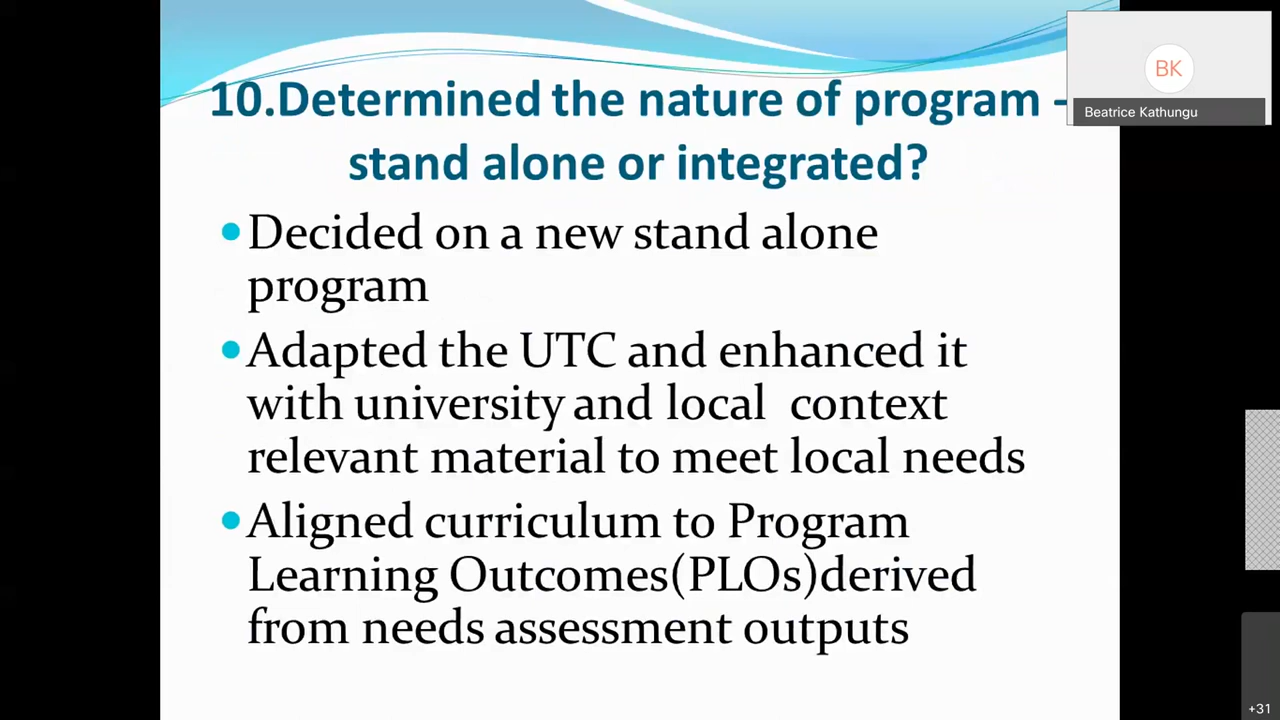 10.Determined the nature of program -
stand alone or integrated?
BK
Beatrice Kathungu
•Decided on a new stand alone
program
•Adapted the UTC and enhanced it
with university and local context
relevant material to meet local needs
•Aligned curriculum to Program
Learning Outcomes(PLOs)derived
from needs assessment outputs
+31